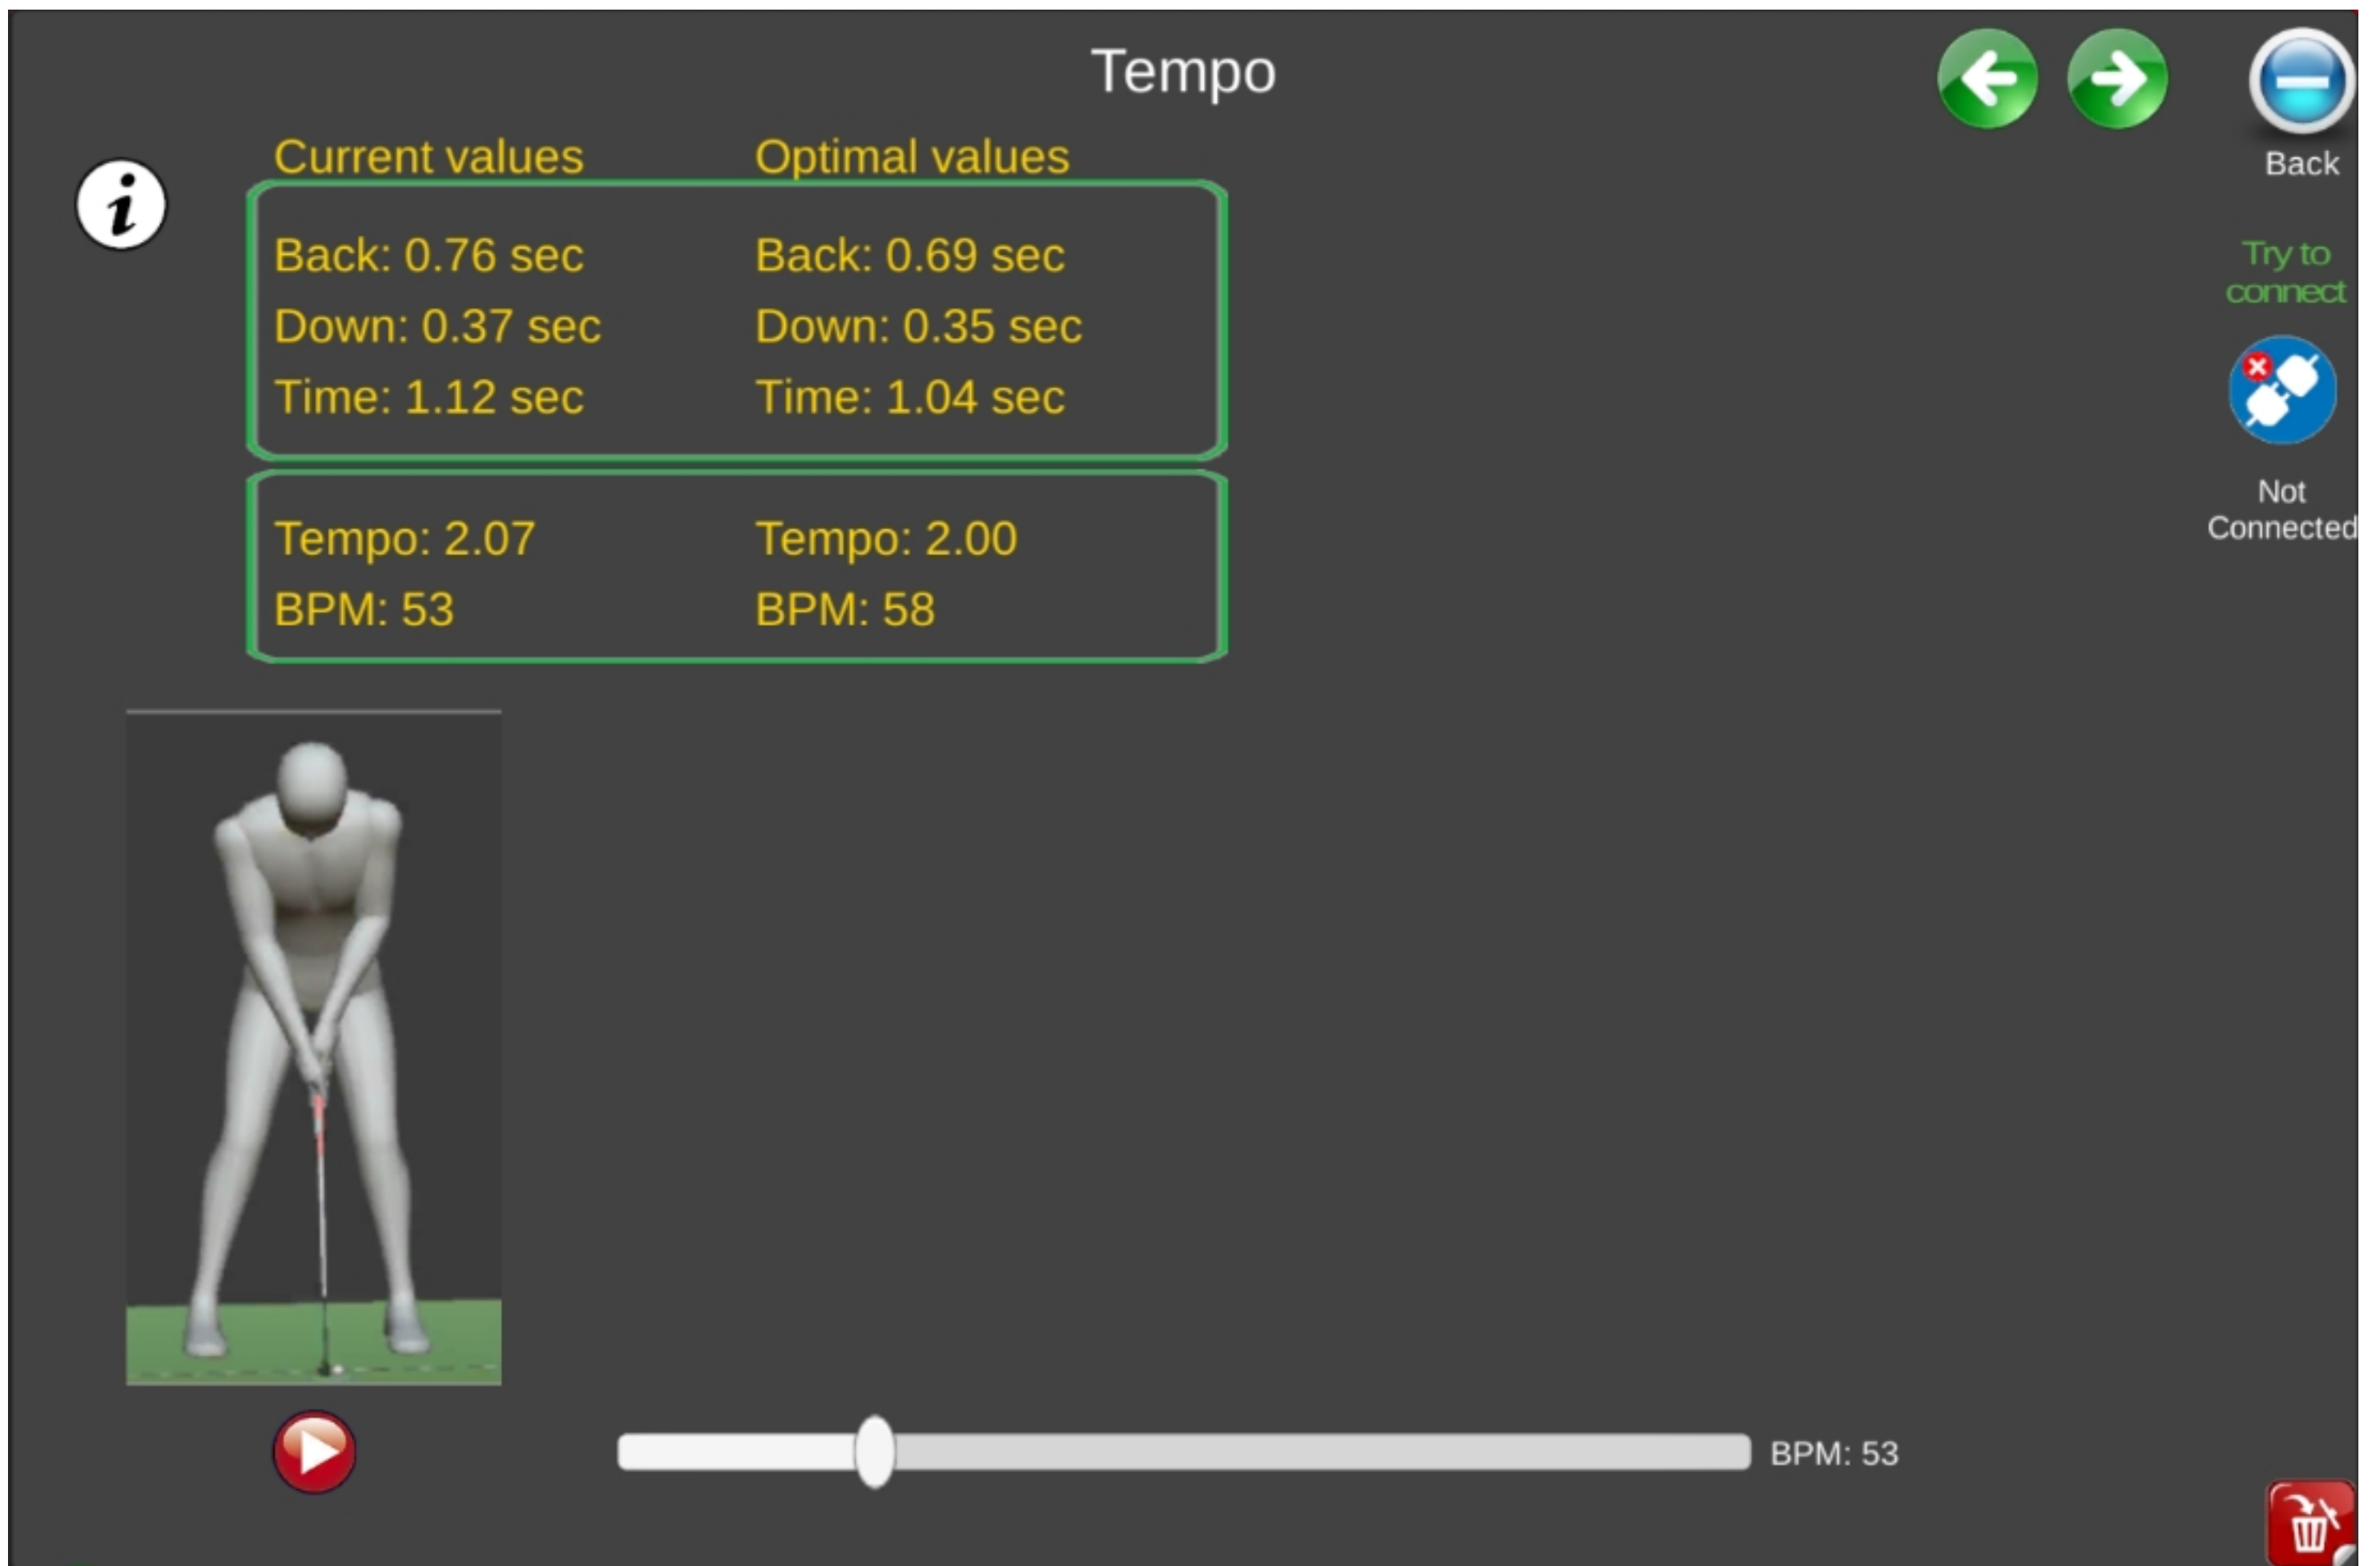 Tempo
Back
Current values Optimal values
Back: 0.76 sec Back: 0.69 sec
Down: 0.37 sec Down: 0.35 sec
Time: 1.12 sec Time: 1.04 sec
Try to
connect
Not
Connected
Tempo: 2.07 Tempo: 2.00
BPM: 53 BPM: 58
BPM: 53